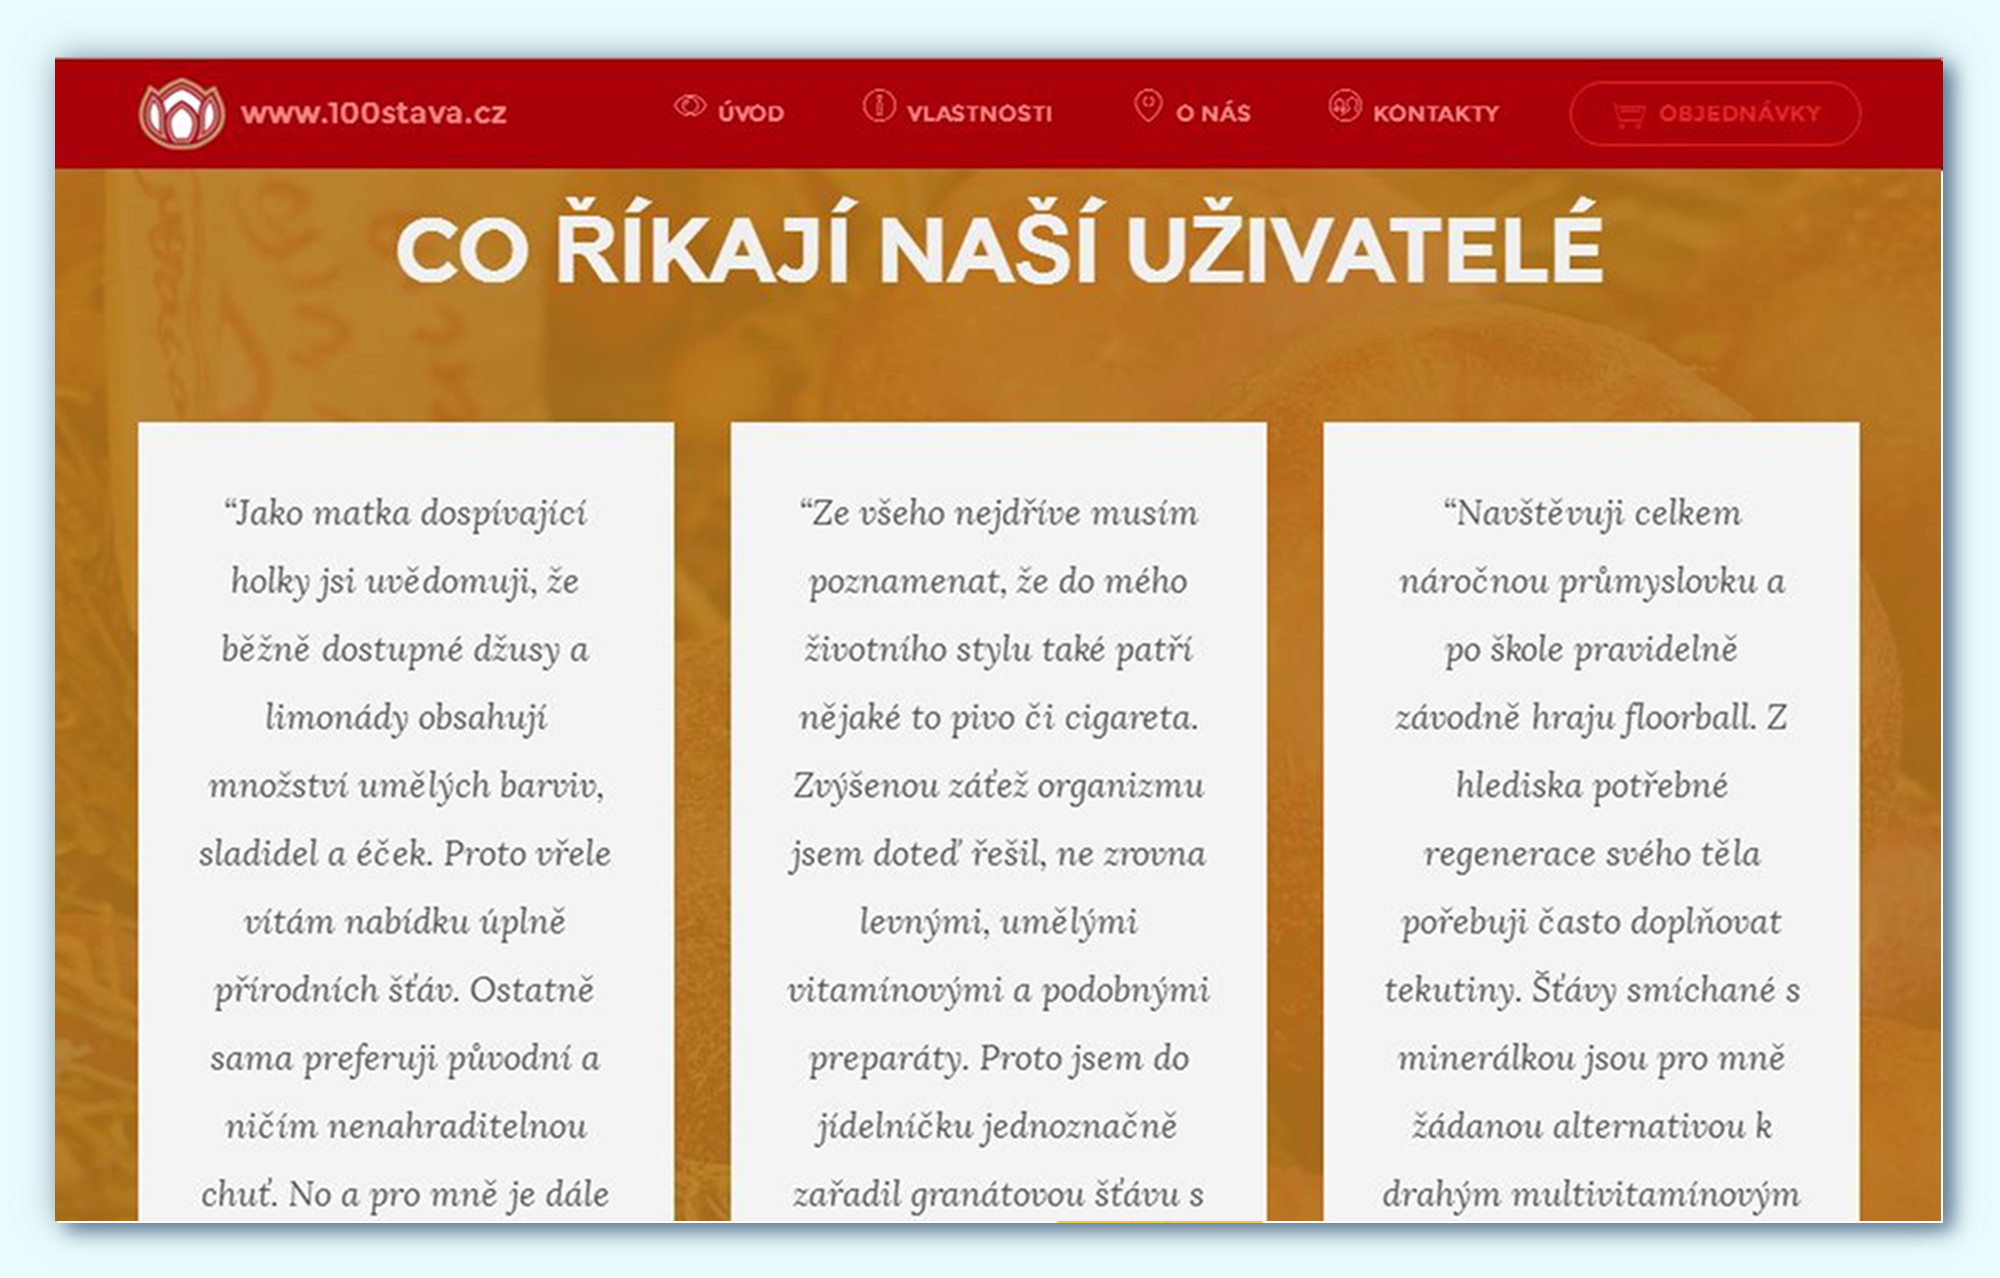 www.100stava.cz
ÚVOD
VLASTNOSTI
O NÁS
KONTAKTY
OBJEDNÁVKY
CO ŘÍKAJÍ NAŠÍ UŽIVATELÉ
“Jako matka dospívající
holky jsi uvědomuji, že
běžně dostupné džusy a
limonády obsahují
množství umělých barviv,
sladidel a éček. Proto vřele
vítám nabídku úplně
přírodních šťáv. Ostatně
sama preferuji původní a
ničím nenahraditelnou
chuť. No a pro mně je dále
“Ze všeho nejdříve musím
poznamenat, že do mého
životního stylu také patří
nějaké to pivo či cigareta.
Zvýšenou záťež organizmu
jsem doteď řešil, ne zrovna
levnými, umělými
vitamínovými a podobnými
preparáty. Proto jsem do
jídelníčku jednoznačně
zařadil granátovou šťávu s
“Navštěvuji celkem
náročnou průmyslovku a
po škole pravidelně
závodně hraju floorball. Z
hlediska potřebné
regenerace svého těla
pořebuji často doplňovat
tekutiny. Šťávy smíchané s
minerálkou jsou pro mně
žádanou alternativou k
drahým multivitamínovým